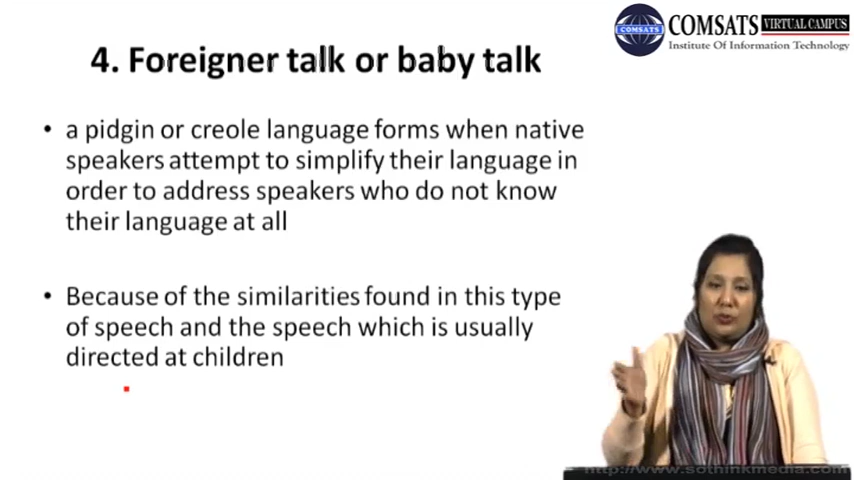 COMSATS
COMSATS VIRTUAL CAMPUS
Institute Of Information Technology
4. Foreigner talk or baby talk
• a pidgin or creole language forms when native
speakers attempt to simplify their language in
order to address speakers who do not know
their language at all
• Because of the similarities found in this type
of speech and the speech which is usually
directed at children
http://www.sothinkmedia.com